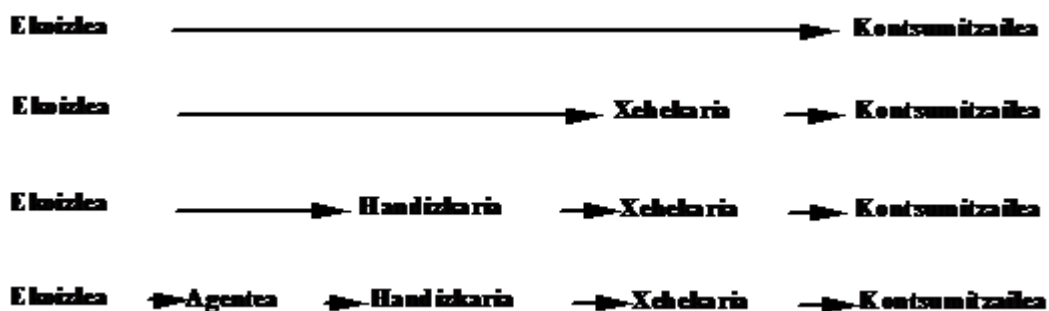 Ekoizlea Kontsumitzailea
Ekoizlea Xehekaria Kontsumitzailea
Ekoizlea Handizkaria Xehekaria Kontsumitzailea
Ekoizlea Agentea Handizkaria Xehekaria Kontsumitzailea